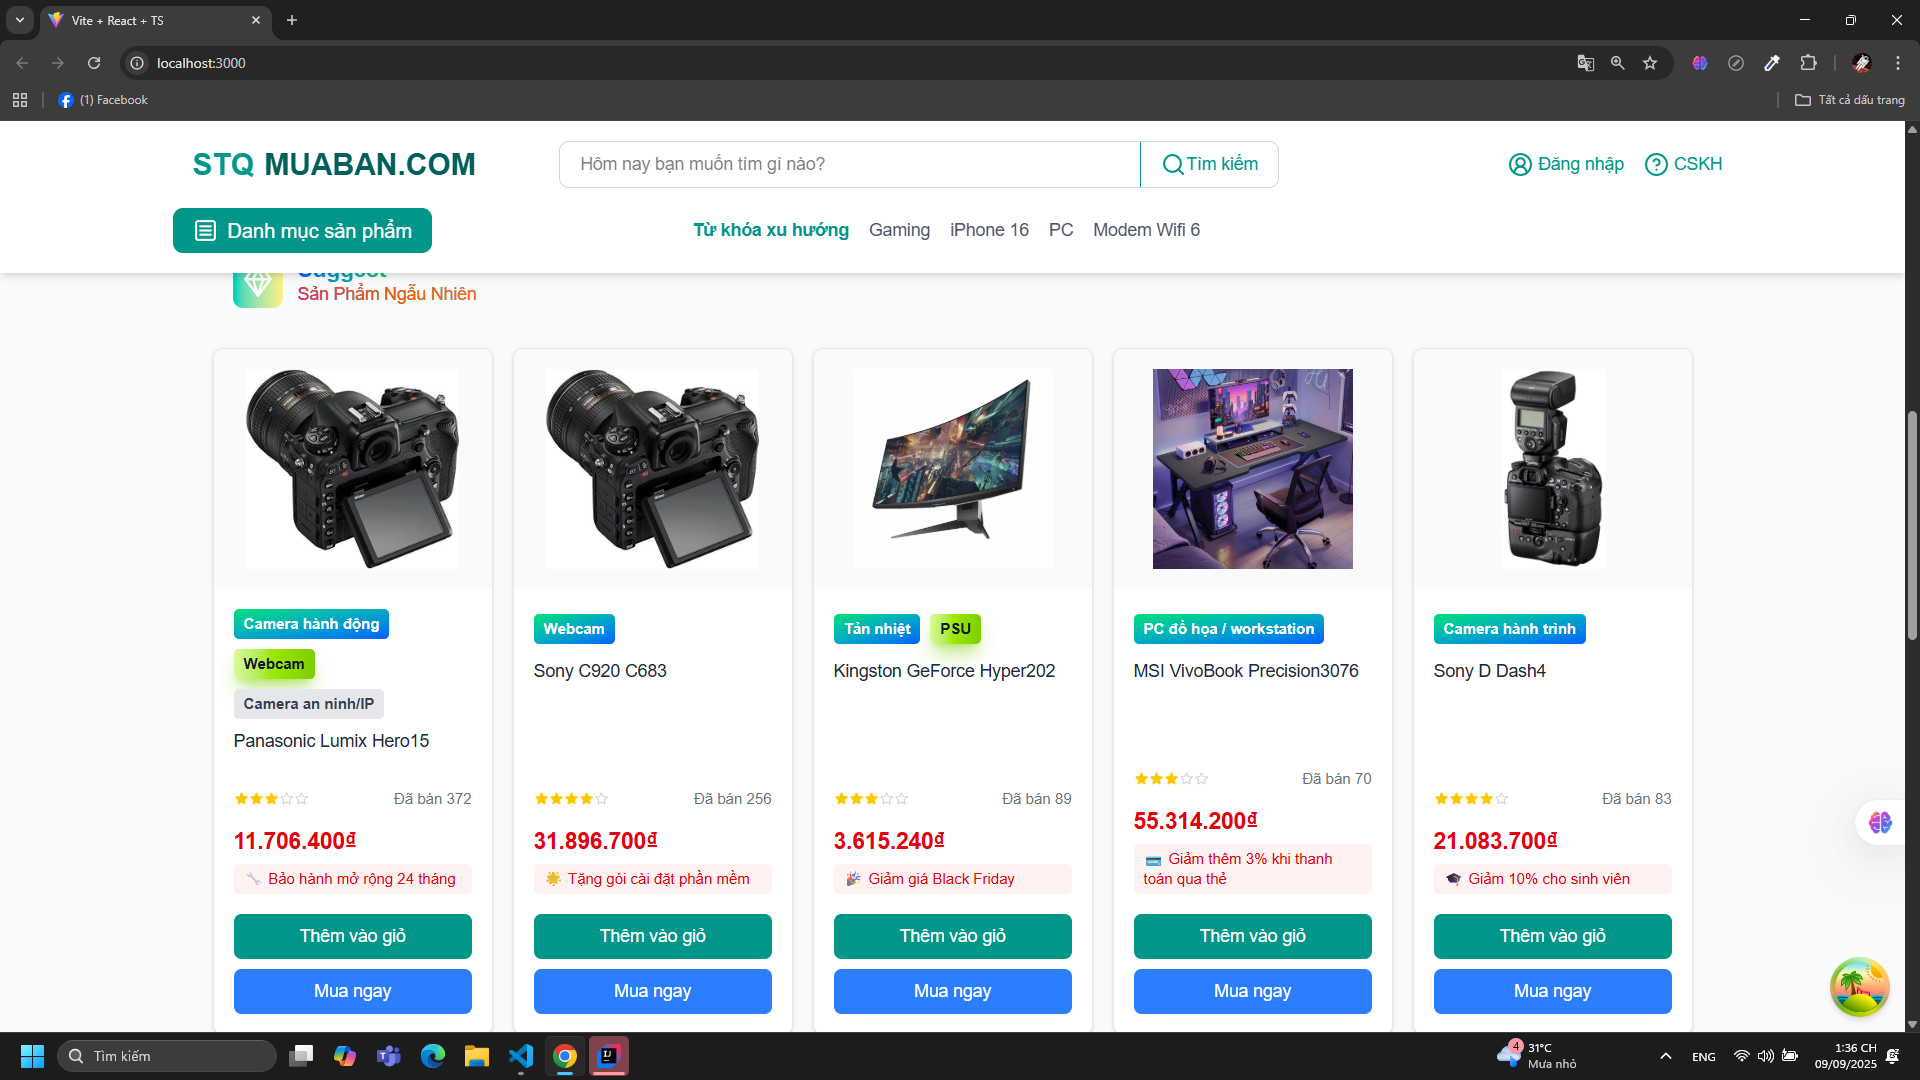 Vite + React + TS
localhost:3000
(1) Facebook
Tất cả dấu trang
STQ MUABAN.COM
Hôm nay bạn muốn tìm gì nào?
Tìm kiếm
Đăng nhập
CSKH
Danh mục sản phẩm
Từ khóa xu hướng
Gaming
iPhone 16
PC
Modem Wifi 6
Suggest
Sản Phẩm Ngẫu Nhiên
Camera hành động
Webcam
Camera an ninh/IP
Panasonic Lumix Hero15
Đã bán 372
11.706.400₫
Bảo hành mở rộng 24 tháng
Thêm vào giỏ
Mua ngay
Webcam
Sony C920 C683
Đã bán 256
31.896.700₫
Tặng gói cài đặt phần mềm
Thêm vào giỏ
Mua ngay
Tản nhiệt
PSU
Kingston GeForce Hyper202
Đã bán 89
3.615.240₫
Giảm giá Black Friday
Thêm vào giỏ
Mua ngay
PC đồ họa / workstation
MSI VivoBook Precision3076
Đã bán 70
55.314.200₫
Giảm thêm 3% khi thanh
toán qua thẻ
Thêm vào giỏ
Mua ngay
Camera hành trình
Sony D Dash4
Đã bán 83
21.083.700₫
Giảm 10% cho sinh viên
Thêm vào giỏ
Mua ngay
Tìm kiếm
4
31°C
Mưa nhỏ
ENG
1:36 CH
09/09/2025